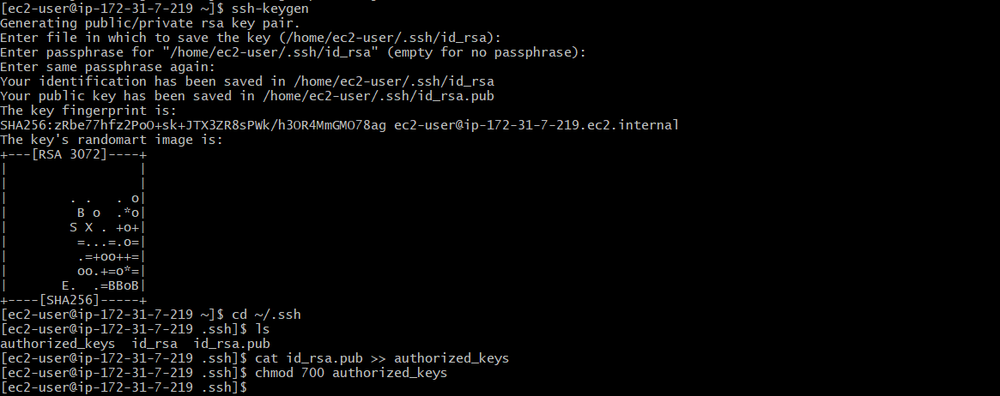 [ec2-user@ip-172-31-7-219 ~]$ ssh-keygen
Generating public/private rsa key pair.
Enter file in which to save the key (/home/ec2-user/.ssh/id_rsa):
Enter passphrase for "/home/ec2-user/.ssh/id_rsa" (empty for no passphrase):
Enter same passphrase again:
Your identification has been saved in /home/ec2-user/.ssh/id_rsa
Your public key has been saved in /home/ec2-user/.ssh/id_rsa.pub
The key fingerprint is:
SHA256:zRbe77hfz2PoO+sk+JTX3ZR8sPWk/h3OR4MmGMO78ag ec2-user@ip-172-31-7-219.ec2.internal
The key's randomart image is:
+---[RSA 3072]----+
|                 |
|                 |
|        . .   . o|
|         B o  .*o|
|        S X . +o+|
|         =...=.o=|
|         .=+oo++=|
|         oo.+=o*=|
|       E.  .=BBoB|
+----[SHA256]-----+
[ec2-user@ip-172-31-7-219 ~]$ cd ~/.ssh
[ec2-user@ip-172-31-7-219 .ssh]$ ls
authorized_keys  id_rsa  id_rsa.pub
[ec2-user@ip-172-31-7-219 .ssh]$ cat id_rsa.pub >> authorized_keys
[ec2-user@ip-172-31-7-219 .ssh]$ chmod 700 authorized_keys
[ec2-user@ip-172-31-7-219 .ssh]$